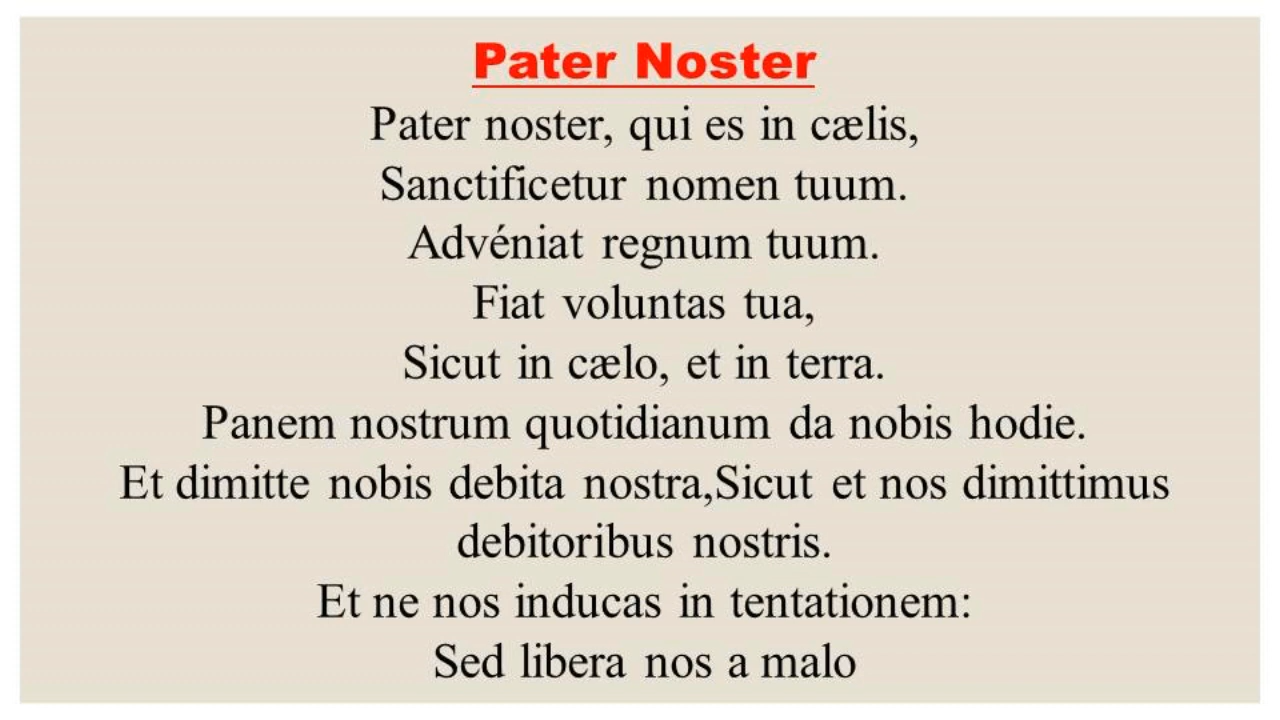 Pater Noster
Pater noster, qui es in cælis,
Sanctificetur nomen tuum.
Advéniat regnum tuum.
Fiat voluntas tua,
Sicut in cælo, et in terra.
Panem nostrum quotidianum da nobis hodie.
Et dimitte nobis debita nostra,Sicut et nos dimittimus
debitoribus nostris.
Et ne nos inducas in tentationem:
Sed libera nos a malo